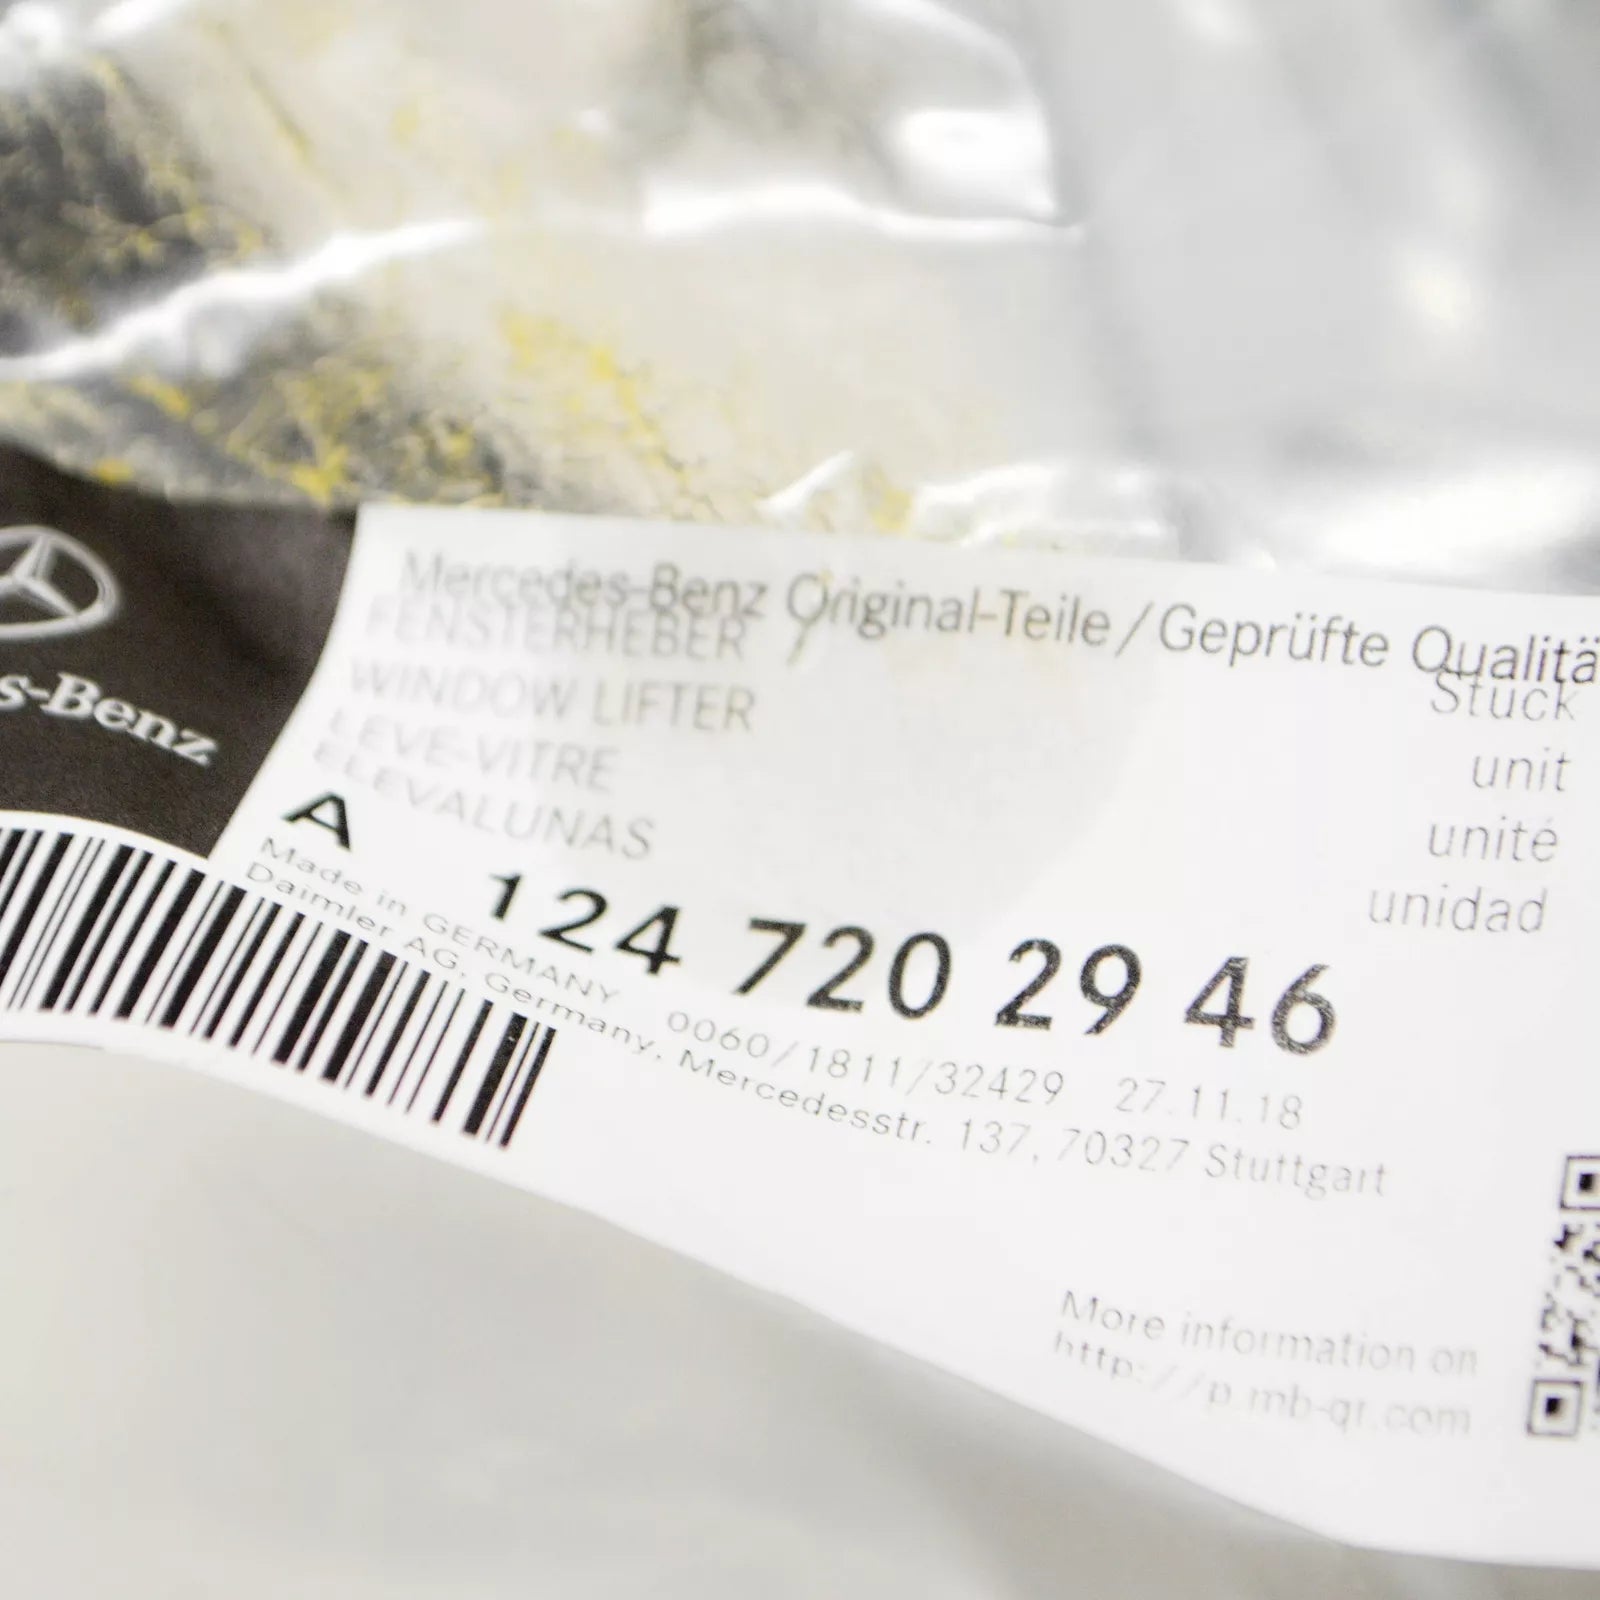 s-Benz
Mercedes-Benz Original-Teile/Geprüfte Qualitä
FENSTERHEBER Stück
WINDOW LIFTER unit
LEVE-VITRE unité
ELEVALUNAS unidad
A 124 720 29 46
Made in GERMANY 0060/1811/32429 27.11.18
Daimler AG, Germany, Mercedesstr. 137, 70327 Stuttgart
More information on
http://p.mb-qr.com